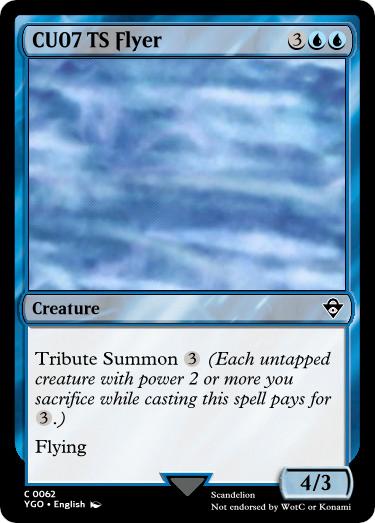 CU07 TS Flyer 3
Creature
Tribute Summon 3 (Each untapped
creature with power 2 or more you
sacrifice while casting this spell pays for
3.)
Flying
4/3
C 0062
YGO • English
Scandelion
Not endorsed by WotC or Konami